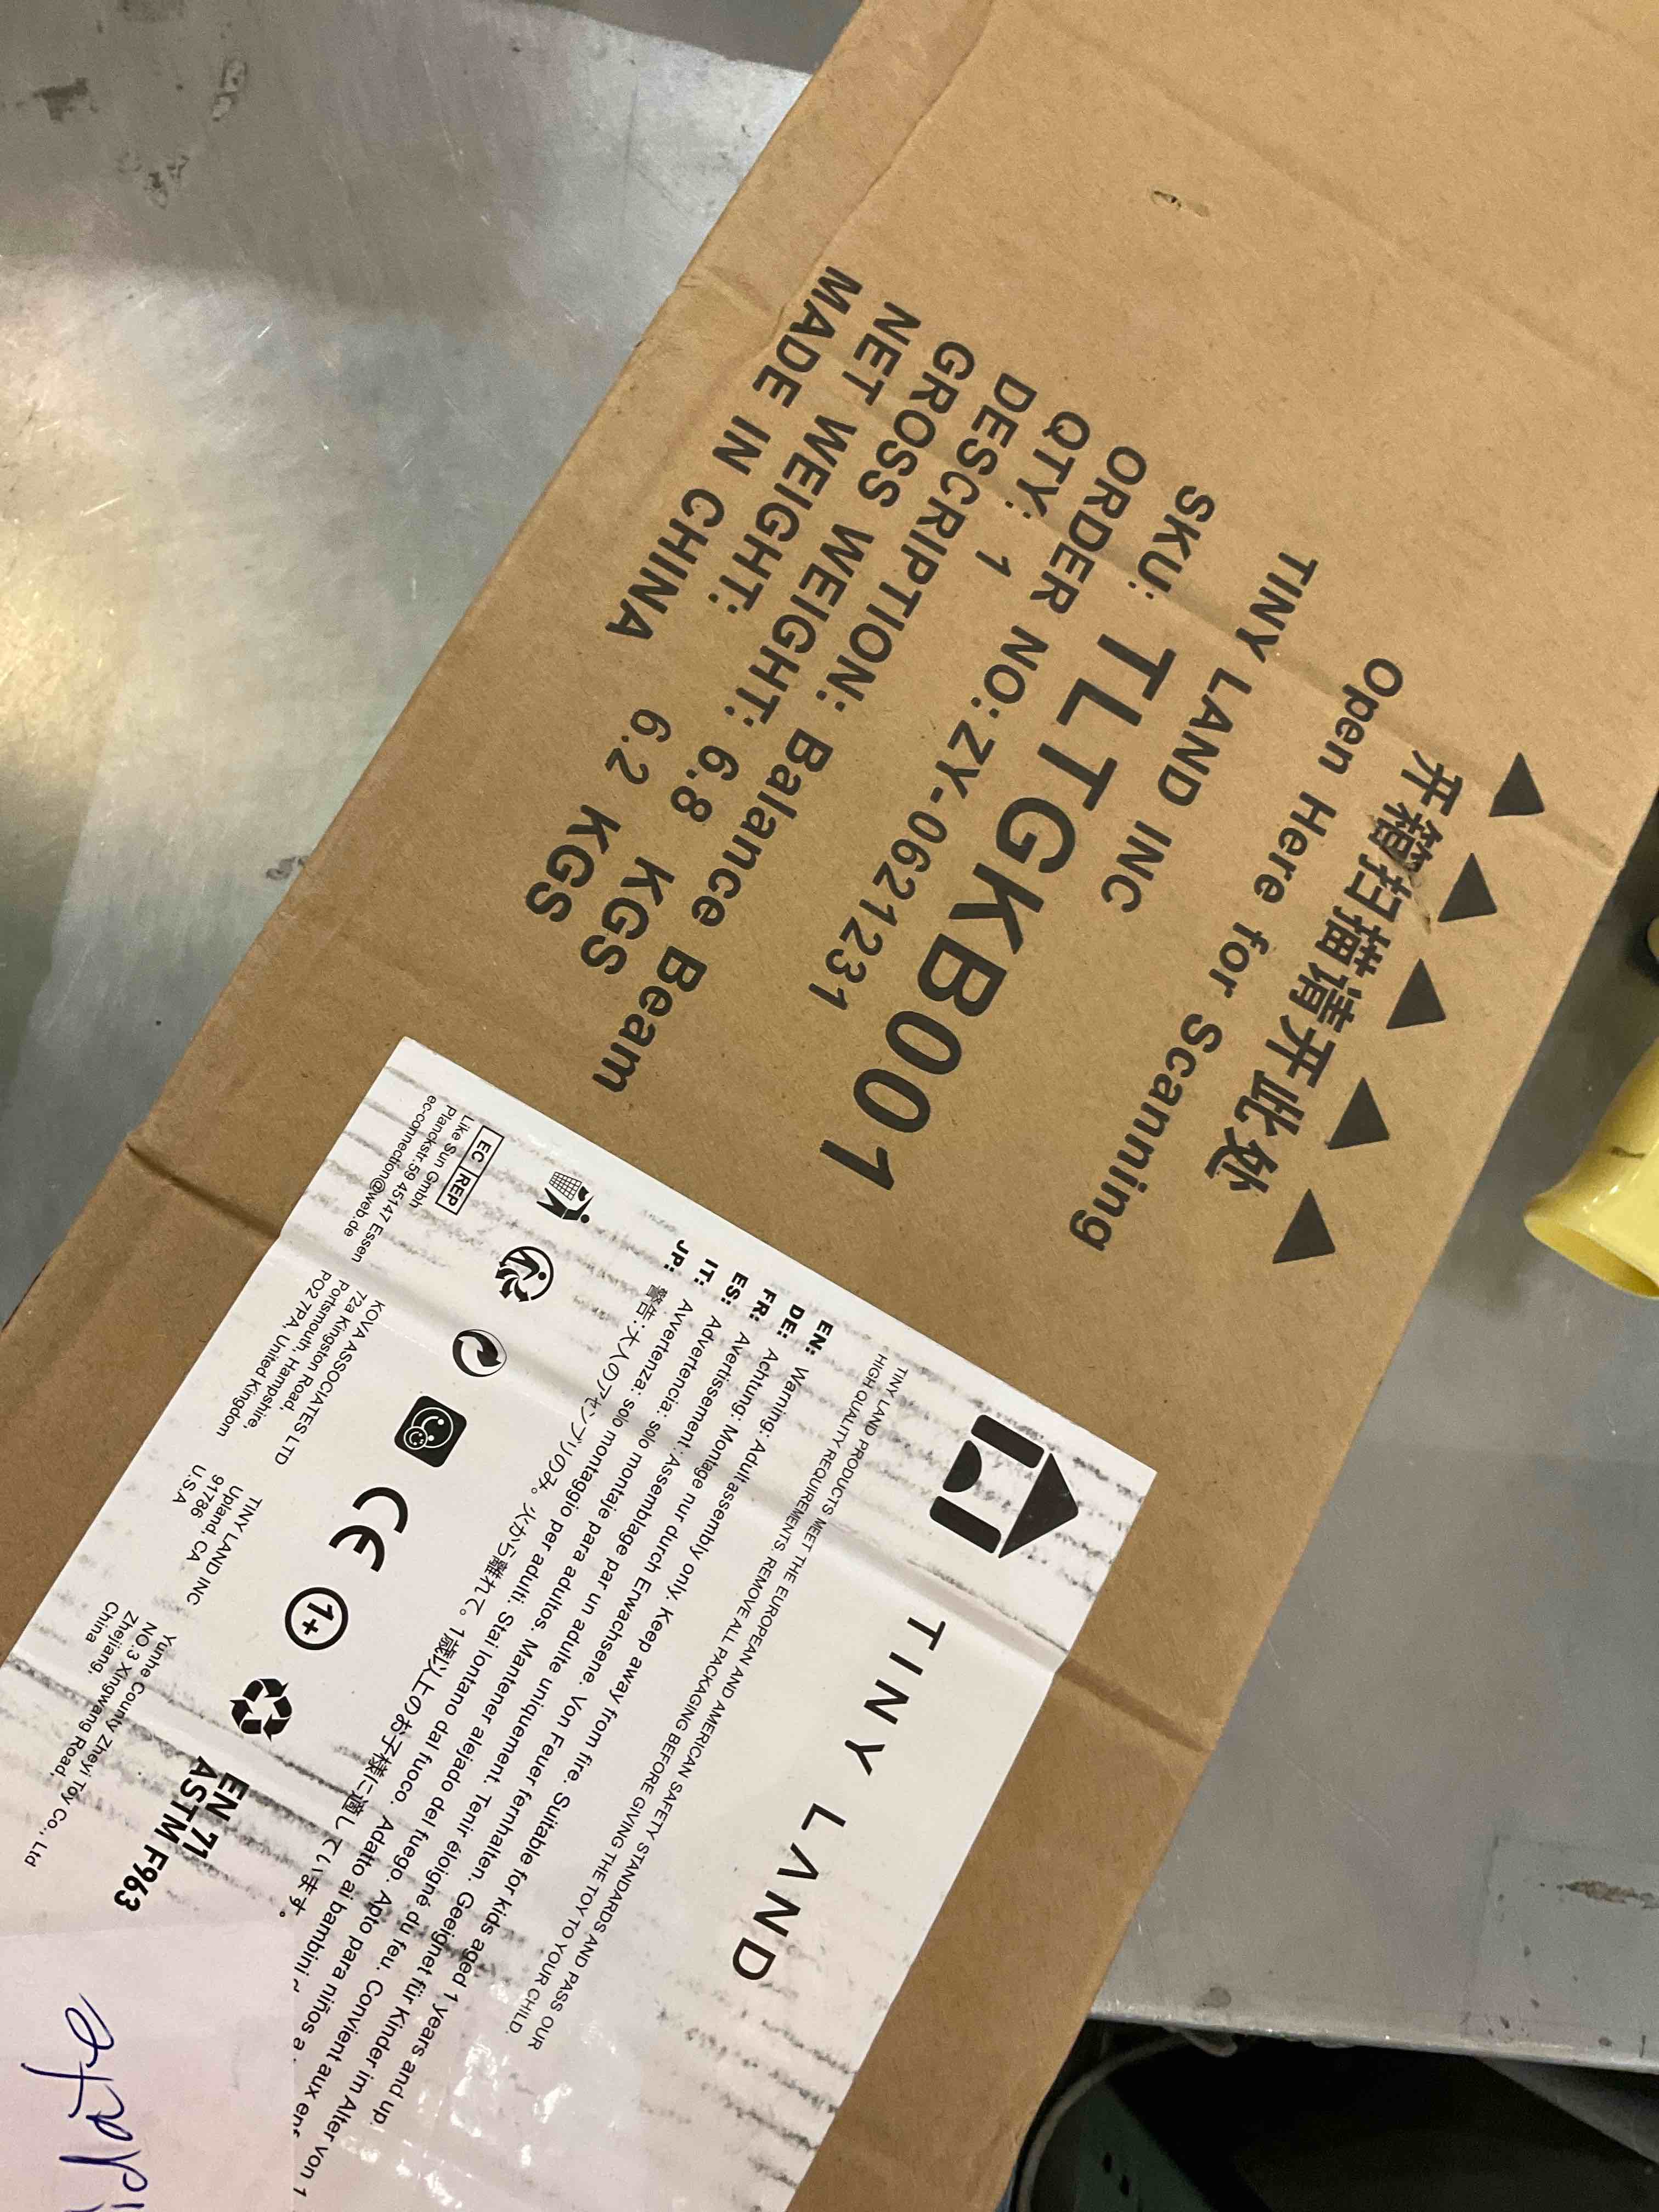 开箱扫描请开此处
Open Here for Scanning
TINY LAND INC
SKU: TLTGKB001
ORDER NO: ZY-0621231
QTY: 1
DESCRIPTION: Balance Beam
GROSS WEIGHT: 6.8 KGS
NET WEIGHT: 6.2 KGS
MADE IN CHINA
TINY LAND
TINY LAND PRODUCTS MEET THE EUROPEAN AND AMERICAN SAFETY STANDARDS AND PASS OUR
HIGH QUALITY REQUIREMENTS. REMOVE ALL PACKAGING BEFORE GIVING THE TOY TO YOUR CHILD.
EN: Warning: Adult assembly only. Keep away from fire. Suitable for kids aged 1 years and up
DE: Achtung: Montage nur durch Erwachsene. Von Feuer fernhalten. Geeignet für Kinder im Alter von 1
FR: Avertissement: Assemblage par un adulte uniquement. Tenir éloigné du feu. Convient aux
ES: Advertencia: solo montaje para adultos. Mantener alejado del fuego. Apto para niños a
IT: Avvertenza: solo montaggio per adulti. Stai lontano dal fuoco. Adatto ai bambini
JP: 警告:大人のアセンブリのみ。火から離れて。1歳以上のお子様に適しています。
1+
CE
EN 71
ASTM F963
EC REP
Like Sun Gmbh
Planckstr.59 45147 Essen
ec-connection@web.de
KOVA ASSOCIATES LTD
72a Kingston Road,
Portsmouth, Hampshire,
PO2 7PA, United Kingdom
TINY LAND INC
Upland, CA
91786
U.S.A
Yunhe County Zheyi Toy Co., Ltd
NO.3 Xingwang Road,
Zhejiang,
China